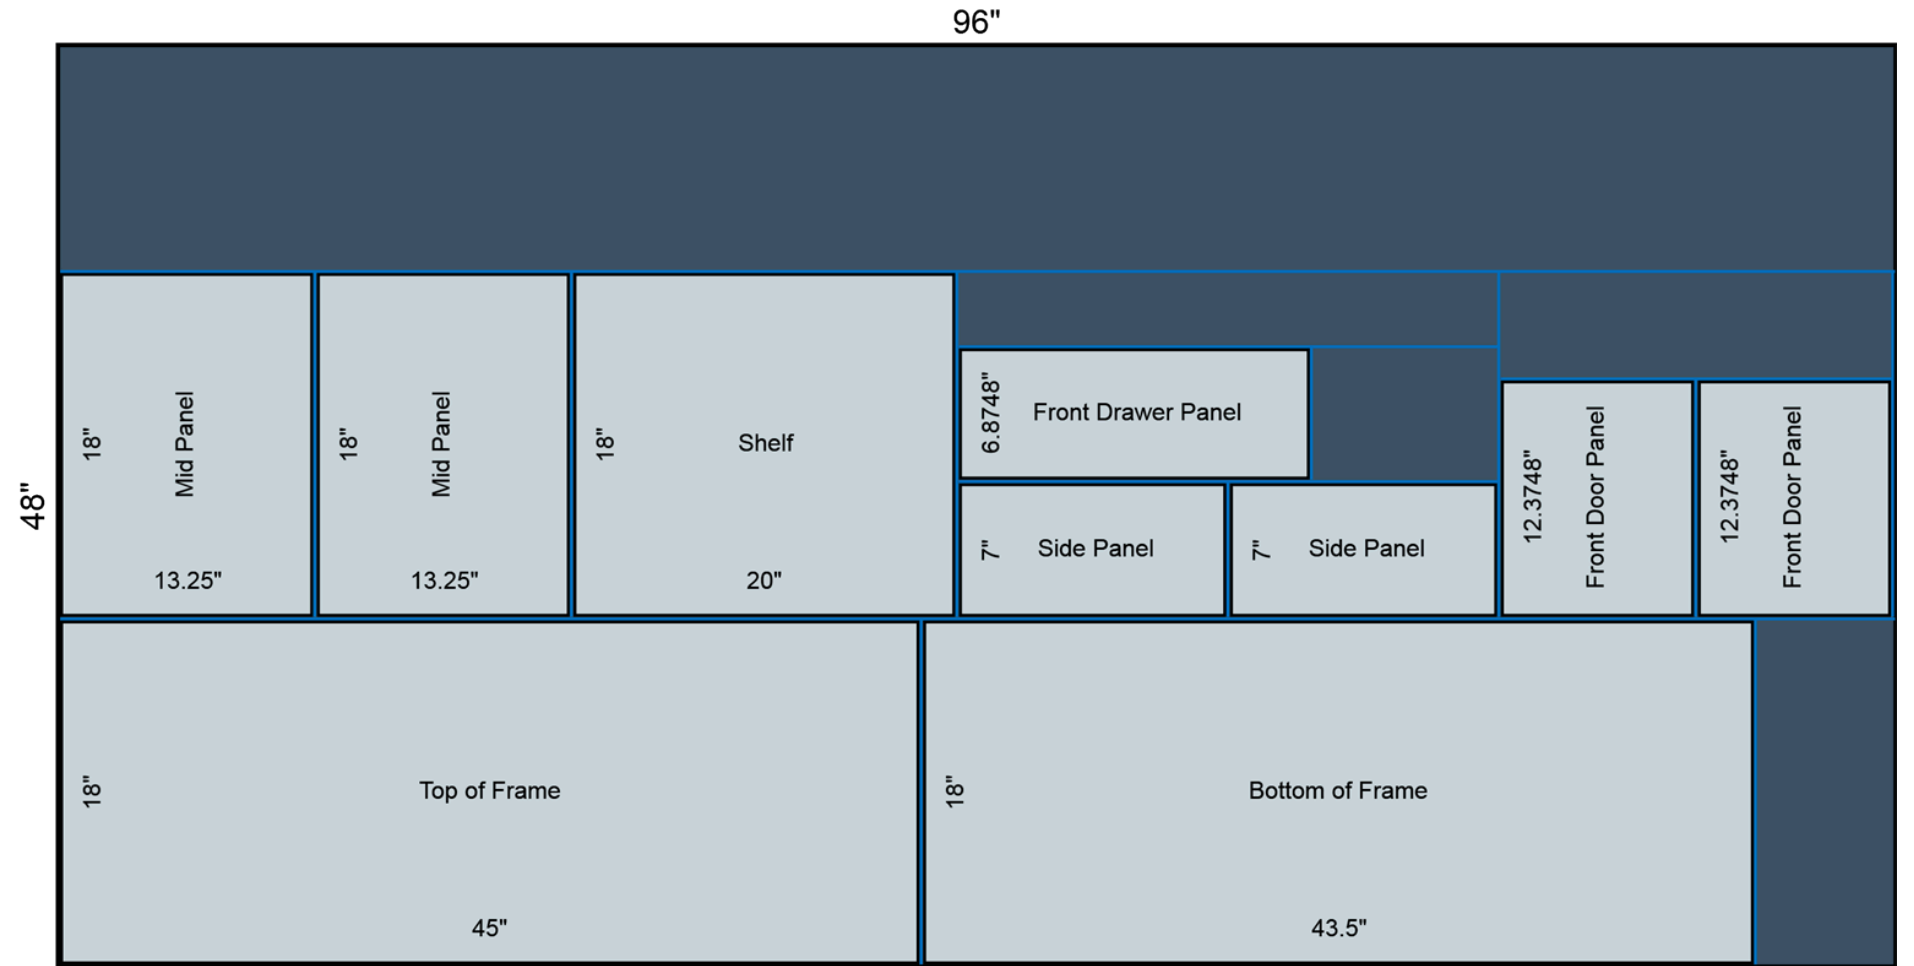 96"
48"
18"
Mid Panel
13.25"
18"
Mid Panel
13.25"
18"
Shelf
20"
6.8748"
Front Drawer Panel
7"
Side Panel
7"
Side Panel
12.3748"
Front Door Panel
12.3748"
Front Door Panel
18"
Top of Frame
45"
18"
Bottom of Frame
43.5"